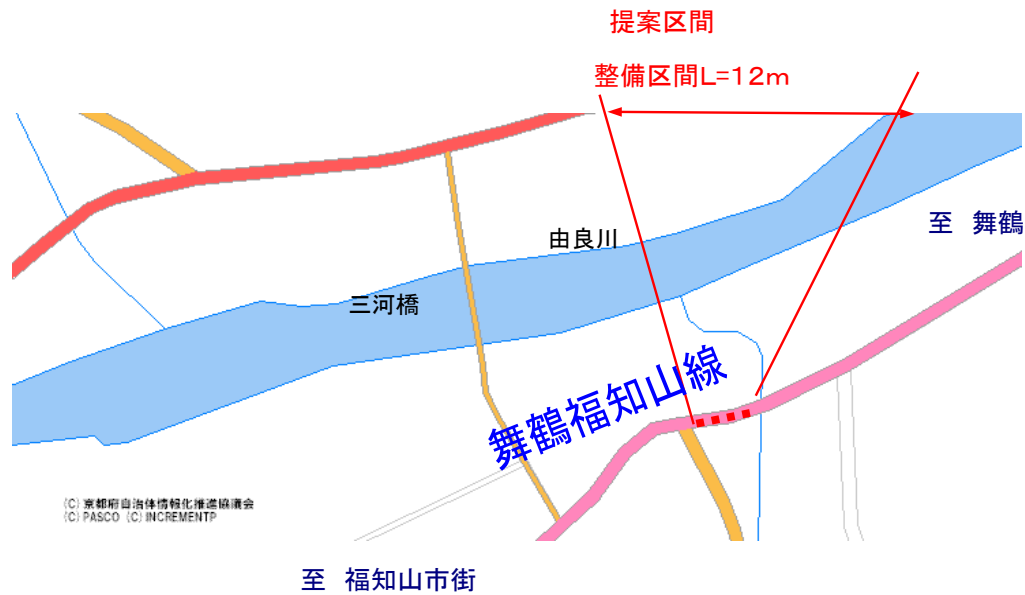 提案区間
整備区間L=12m
至 舞鶴
由良川
三河橋
舞鶴福知山線
(C) 京都府自治体情報化推進協議会
(C) PASCO (C) INCREMENTP
至 福知山市街